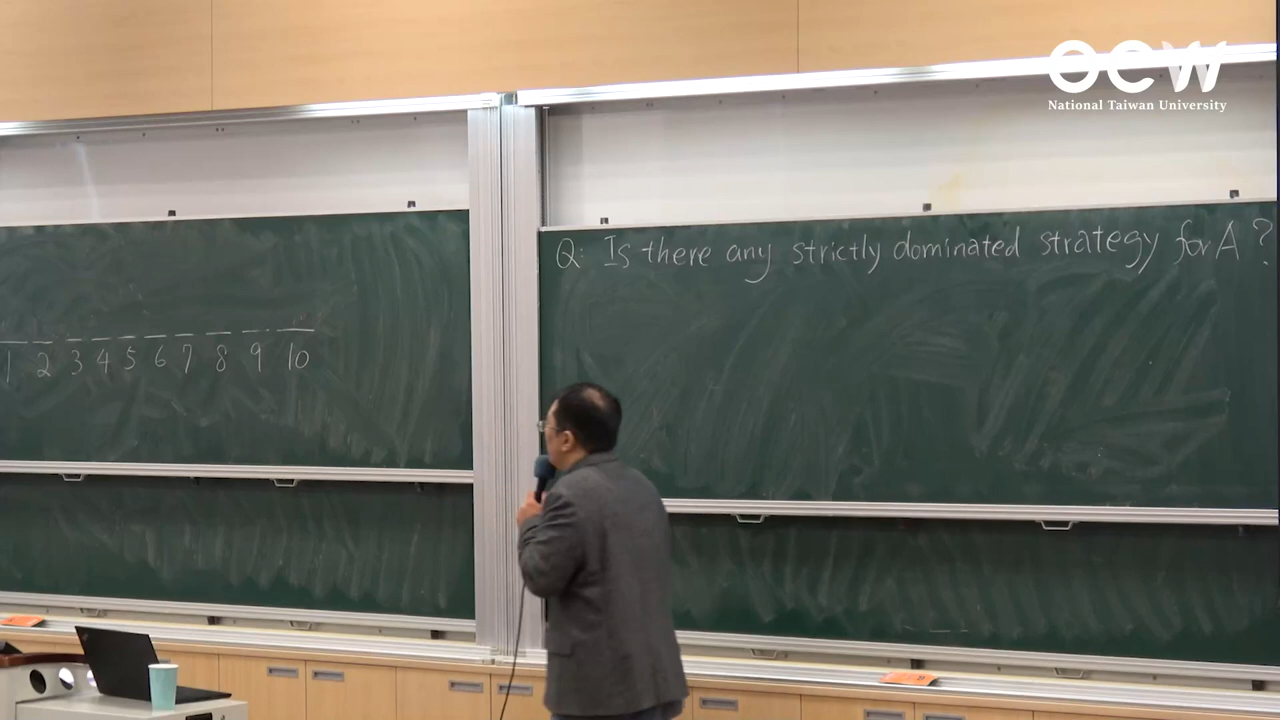 OCW
National Taiwan University
Q: Is there any strictly dominated strategy for A ?
1 2 3 4 5 6 7 8 9 10